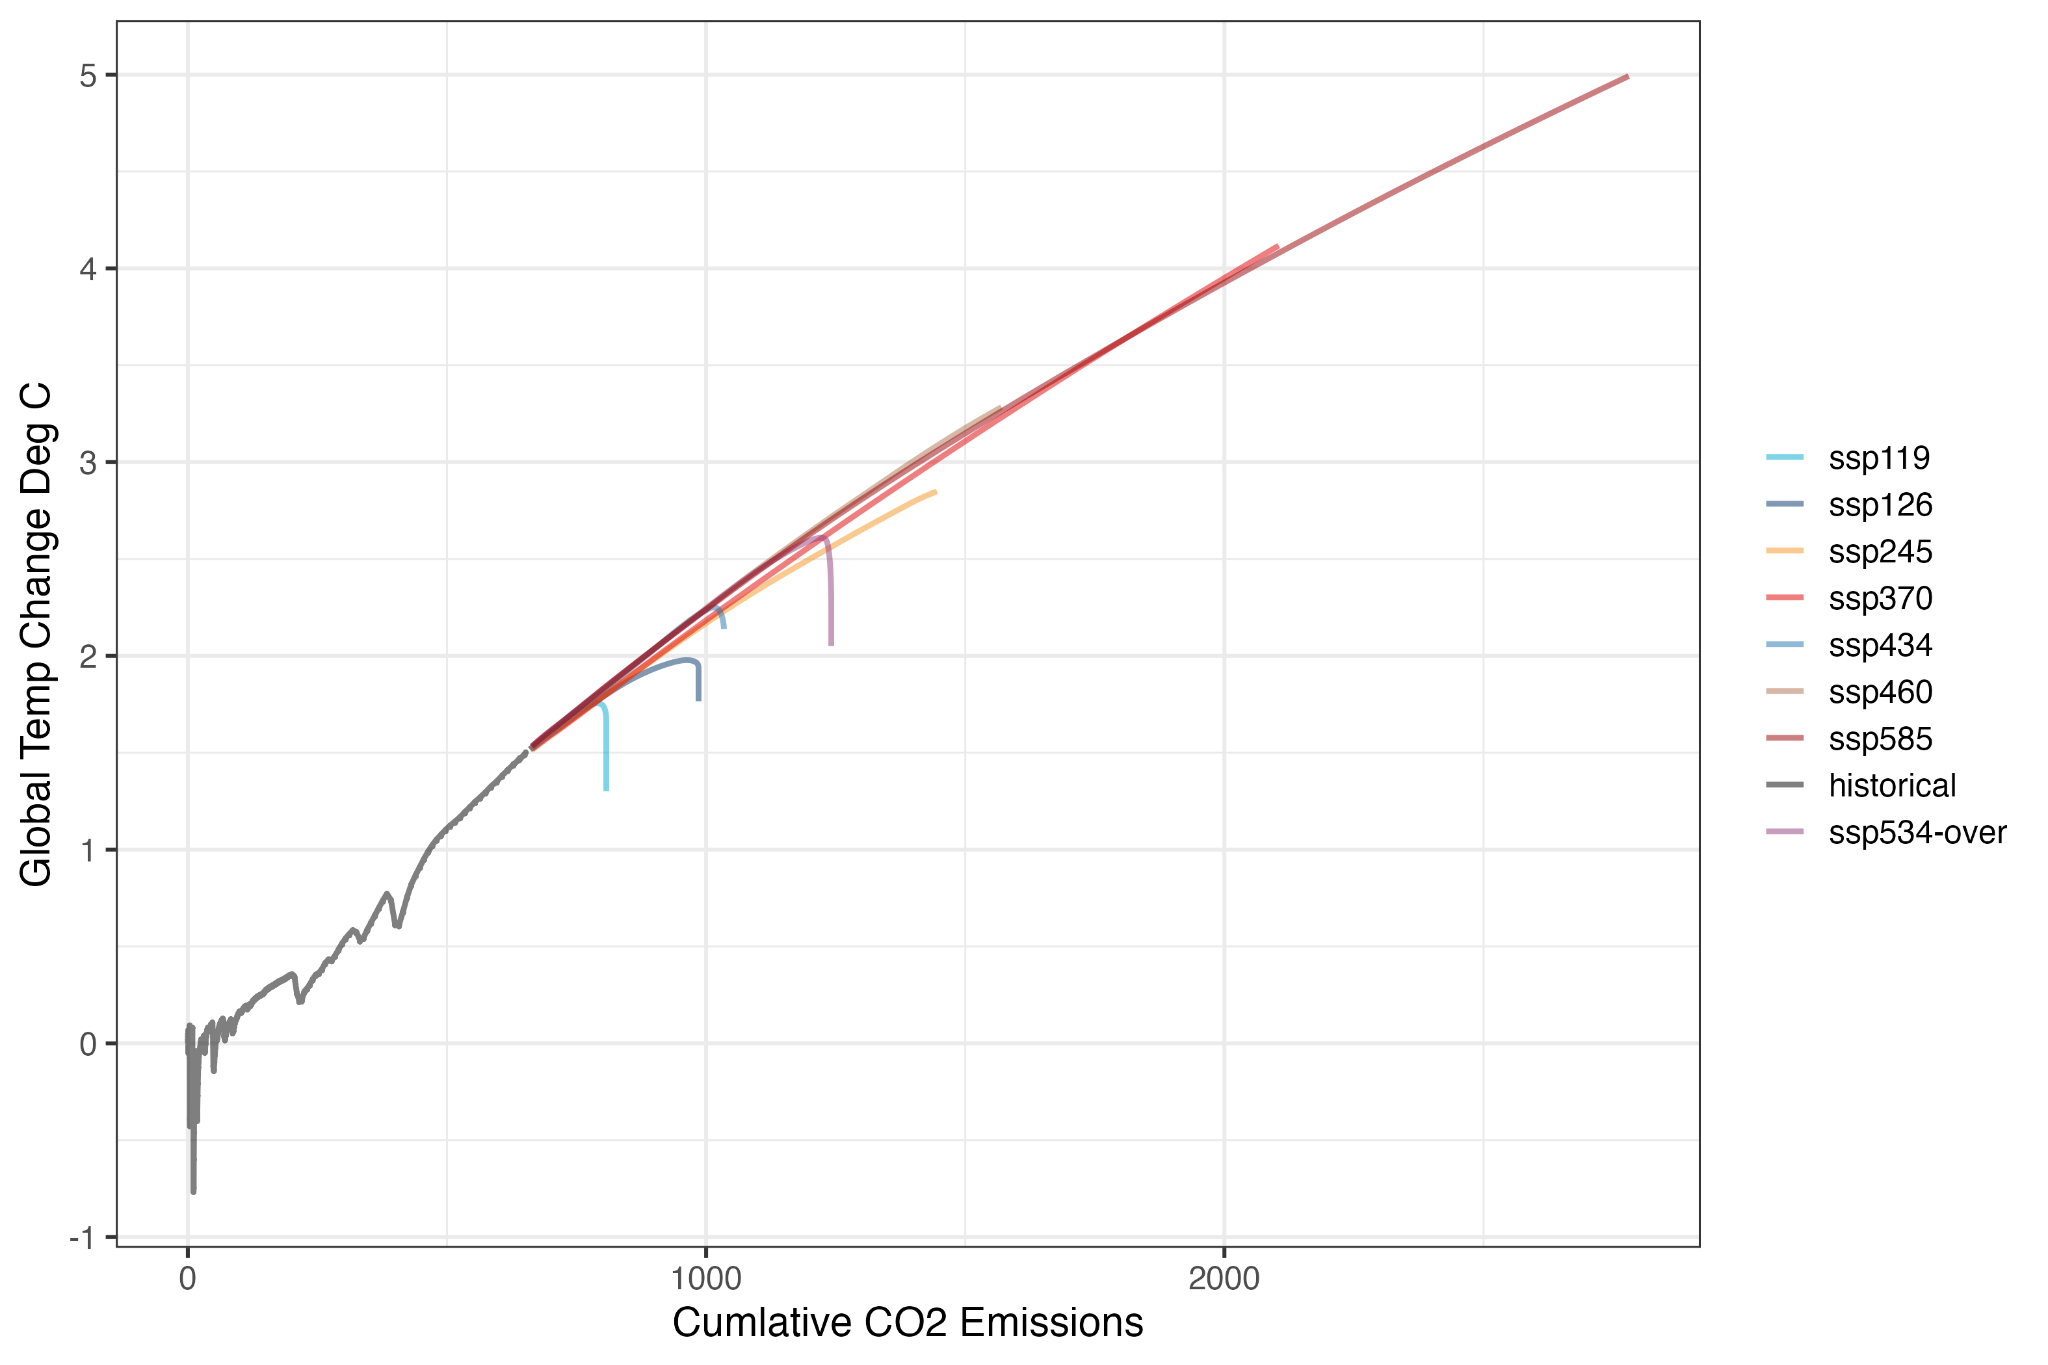 Global Temp Change Deg C
5
4
3
2
1
0
-1
0
1000
2000
Cumlative CO2 Emissions
ssp119
ssp126
ssp245
ssp370
ssp434
ssp460
ssp585
historical
ssp534-over